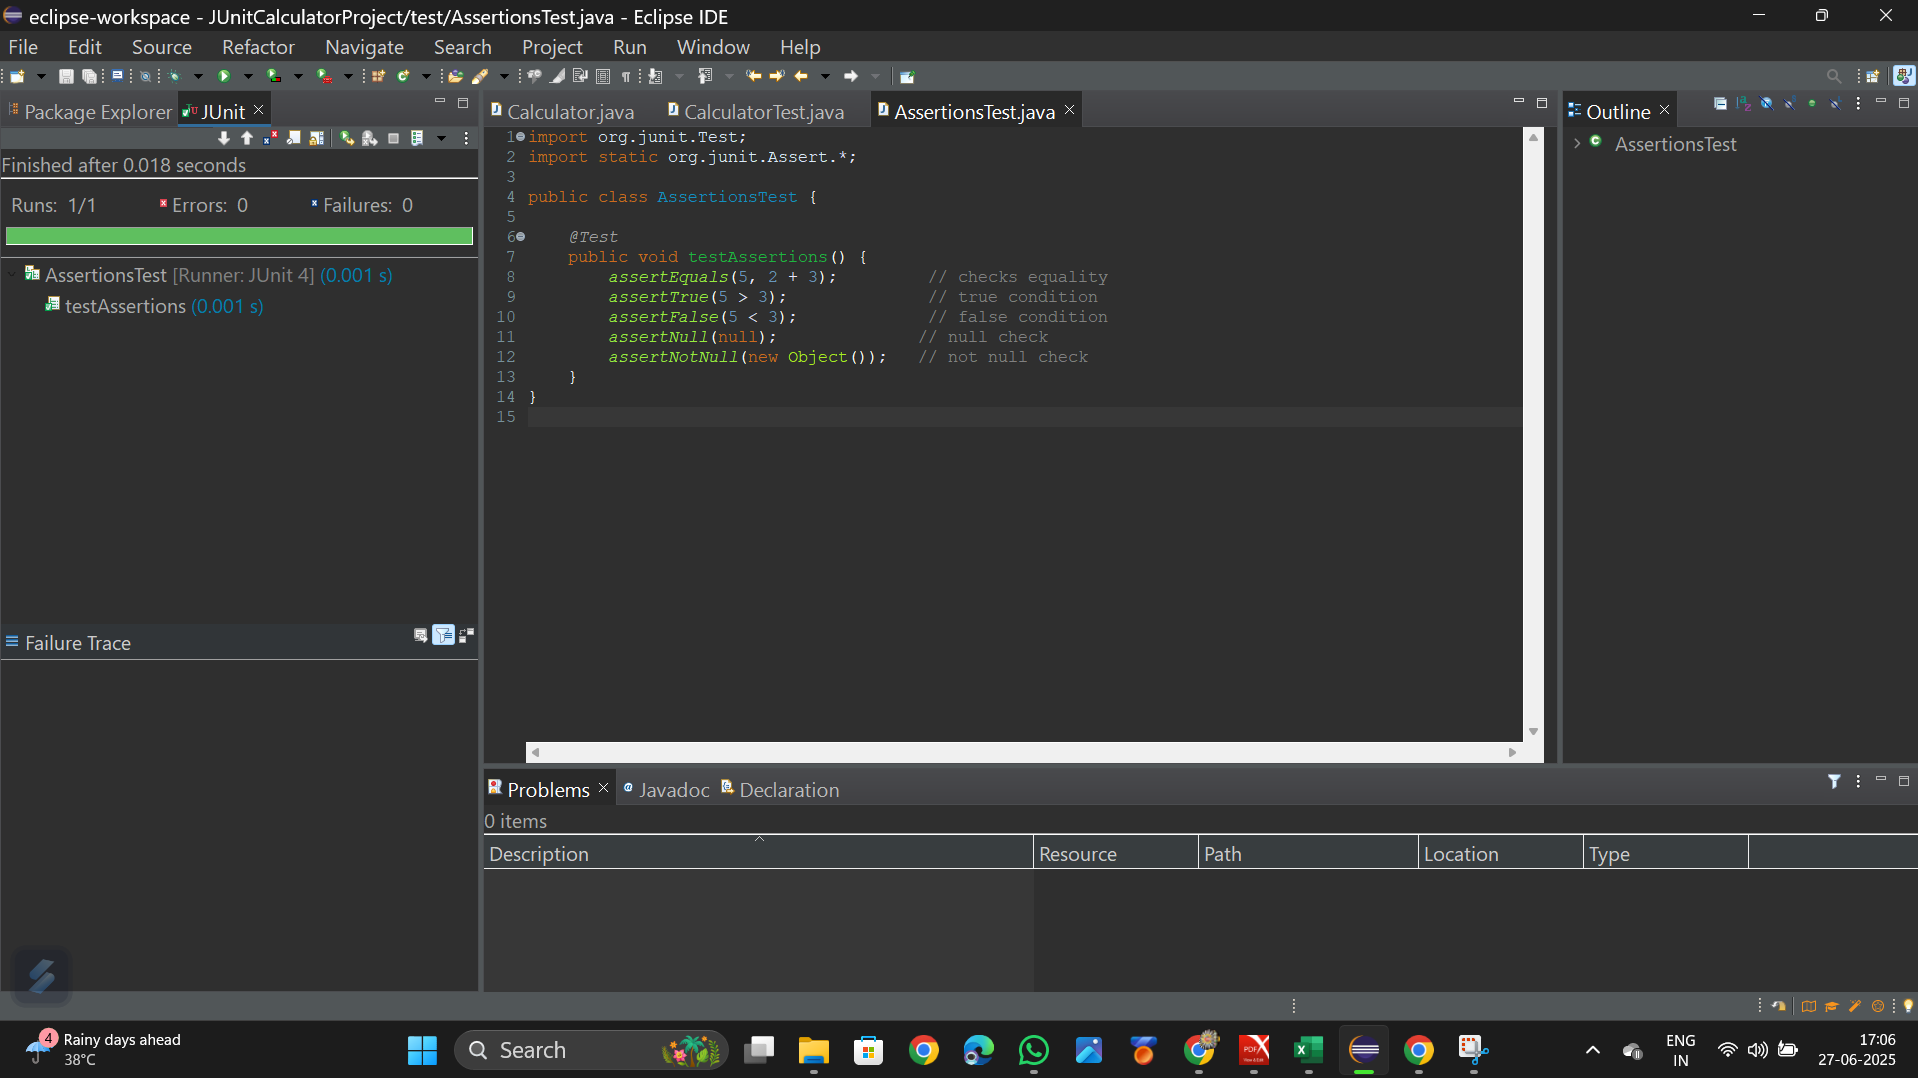 eclipse-workspace - JUnitCalculatorProject/test/AssertionsTest.java - Eclipse IDE
File Edit Source Refactor Navigate Search Project Run Window Help
Package Explorer JUnit
Finished after 0.018 seconds
Runs: 1/1 Errors: 0 Failures: 0
AssertionsTest [Runner: JUnit 4] (0.001 s)
testAssertions (0.001 s)
Failure Trace
Calculator.java CalculatorTest.java AssertionsTest.java
1 import org.junit.Test;
2 import static org.junit.Assert.*;
3
4 public class AssertionsTest {
5
6 @Test
7 public void testAssertions() {
8 assertEquals(5, 2 + 3); // checks equality
9 assertTrue(5 > 3); // true condition
10 assertFalse(5 < 3); // false condition
11 assertNull(null); // null check
12 assertNotNull(new Object()); // not null check
13 }
14 }
15
Outline
AssertionsTest
Problems Javadoc Declaration
0 items
Description Resource Path Location Type
4
Rainy days ahead
38°C
Search
PDFX
ENG
IN
17:06
27-06-2025